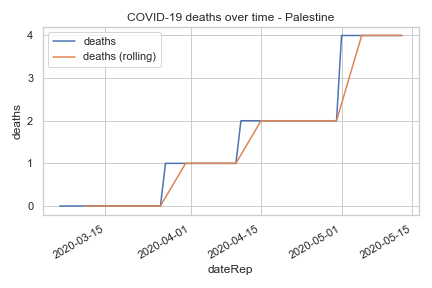 COVID-19 deaths over time - Palestine
deaths
deaths (rolling)
deaths
4
3
2
1
0
2020-03-15
2020-04-01
2020-04-15
2020-05-01
2020-05-15
dateRep